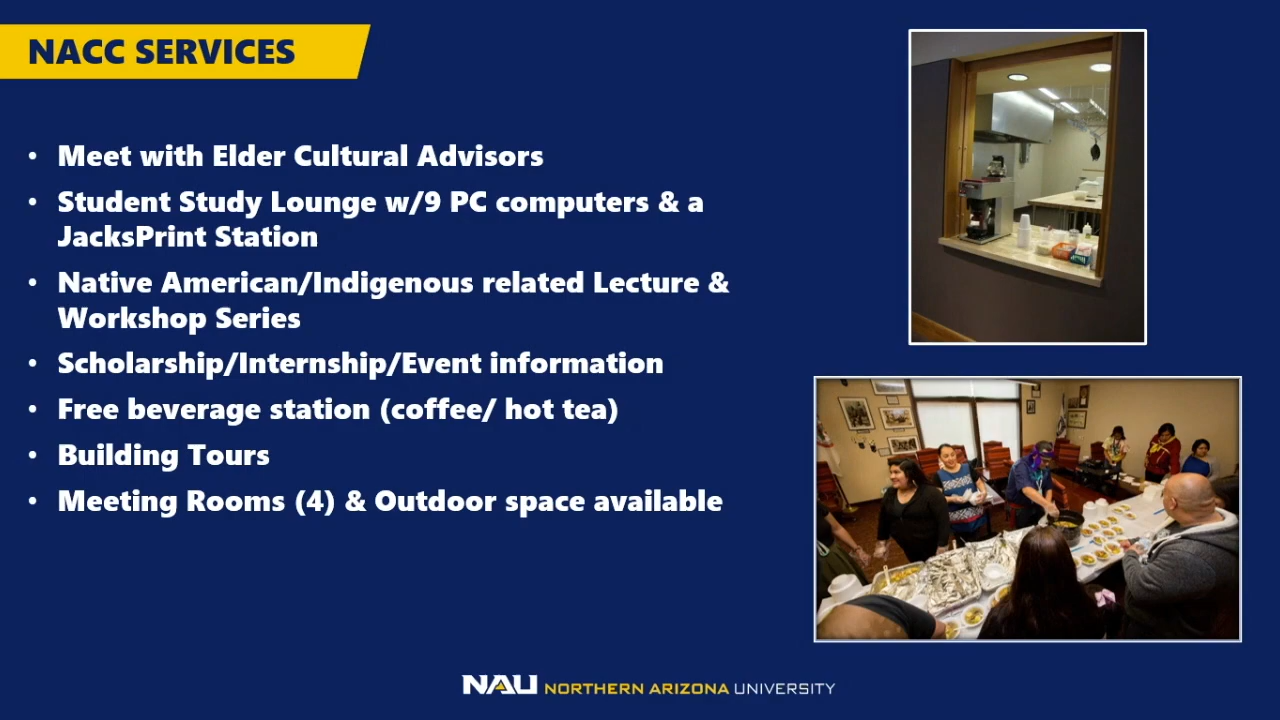 NACC SERVICES
• Meet with Elder Cultural Advisors
• Student Study Lounge w/9 PC computers & a
JacksPrint Station
• Native American/Indigenous related Lecture &
Workshop Series
• Scholarship/Internship/Event information
• Free beverage station (coffee/ hot tea)
• Building Tours
• Meeting Rooms (4) & Outdoor space available
NAU NORTHERN ARIZONA UNIVERSITY